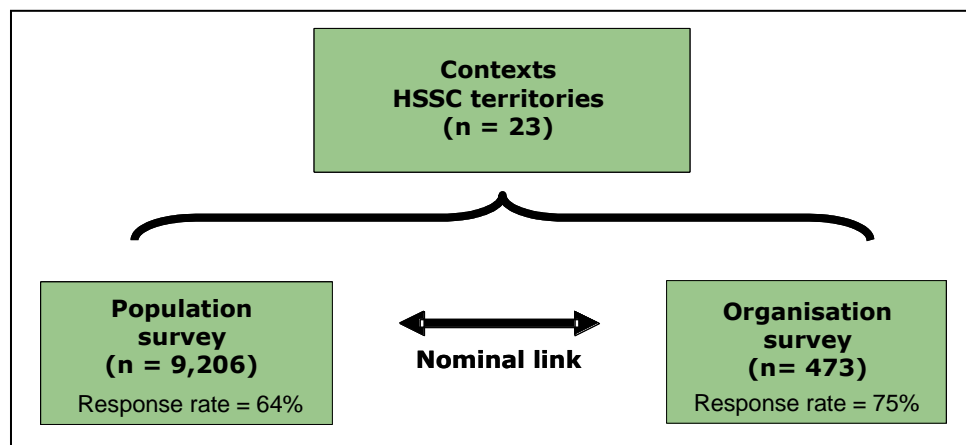 Contexts
HSSC territories
(n = 23)
Population
survey
(n = 9,206)
Response rate = 64%
Nominal link
Organisation
survey
(n= 473)
Response rate = 75%